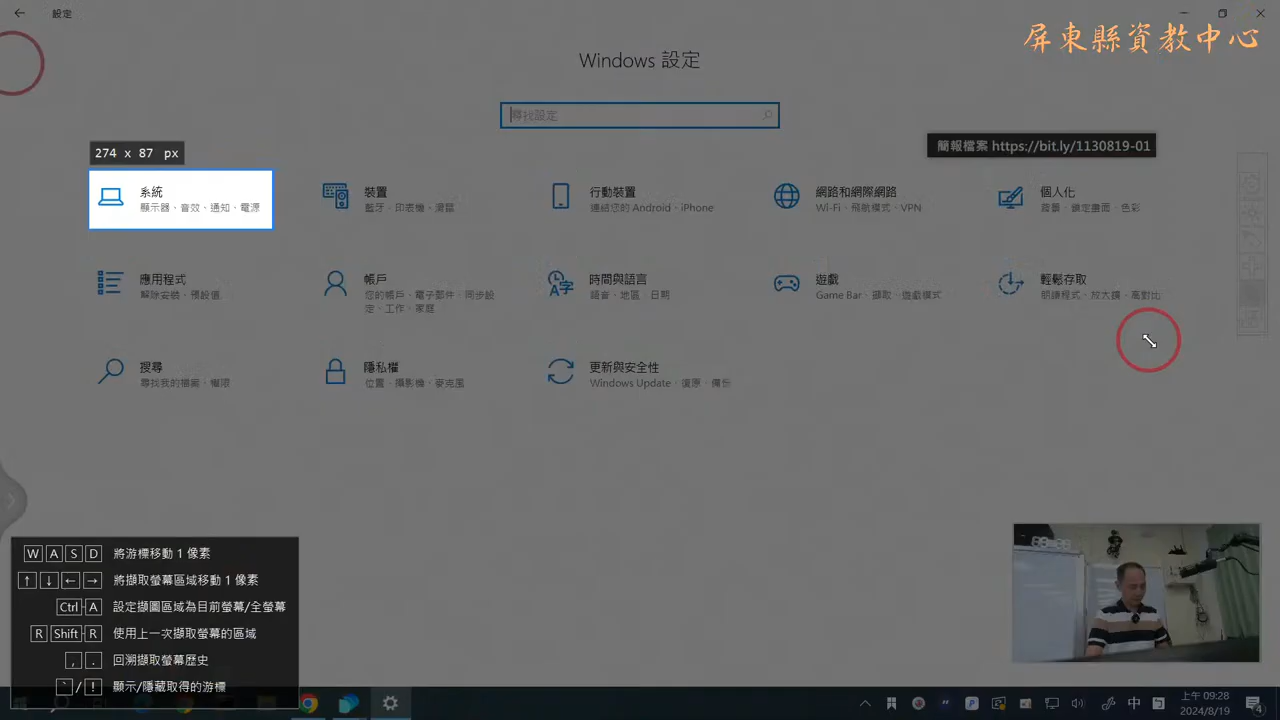 設定
屏東縣資教中心
Windows 設定
尋找設定
簡報檔案 https://bit.ly/1130819-01
274 x 87 px
系統
顯示器、音效、通知、電源
裝置
藍牙、印表機、滑鼠
行動裝置
連結您的 Android、iPhone
網路和網際網路
Wi-Fi、飛航模式、VPN
個人化
背景、鎖定畫面、色彩
應用程式
解除安裝、預設值
帳戶
您的帳戶、電子郵件、同步設
定、工作、家庭
時間與語言
語音、地區、日期
遊戲
Game Bar、擷取、遊戲模式
輕鬆存取
朗讀程式、放大鏡、高對比
搜尋
尋找我的檔案、權限
隱私權
位置、攝影機、麥克風
更新與安全性
Windows Update、復原、備份
W A S D 將游標移動 1 像素
↑ ↓ ← → 將擷取螢幕區域移動 1 像素
Ctrl A 設定擷圖區域為目前螢幕/全螢幕
R Shift R 使用上一次擷取螢幕的區域
, . 回溯擷取螢幕歷史
` / ! 顯示/隱藏取得的游標
中
上午 09:28
2024/8/19
4